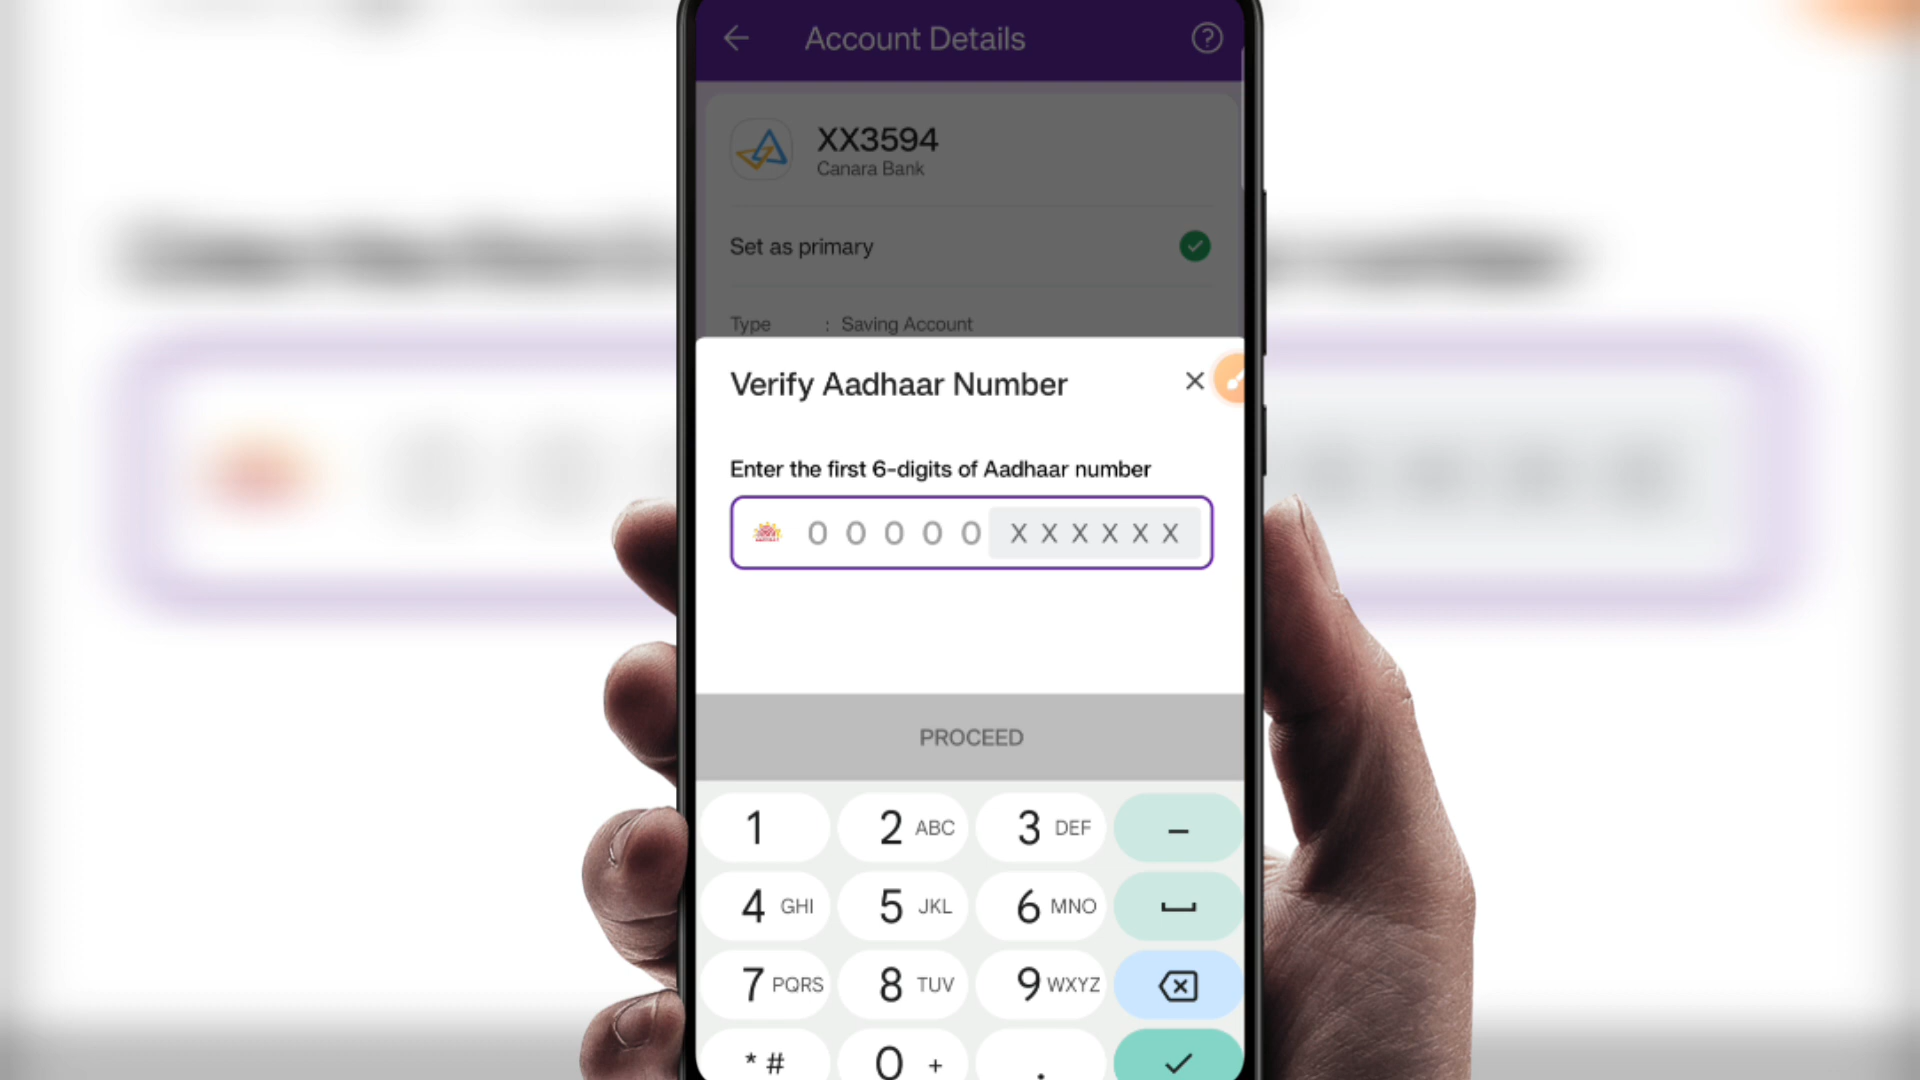 Account Details
XX3594
Canara Bank
Set as primary
Type : Saving Account
Verify Aadhaar Number
Enter the first 6-digits of Aadhaar number
0 0 0 0 0 X X X X X X
PROCEED
1 2 ABC 3 DEF –
4 GHI 5 JKL 6 MNO
7 PQRS 8 TUV 9 WXYZ
* # 0 + .